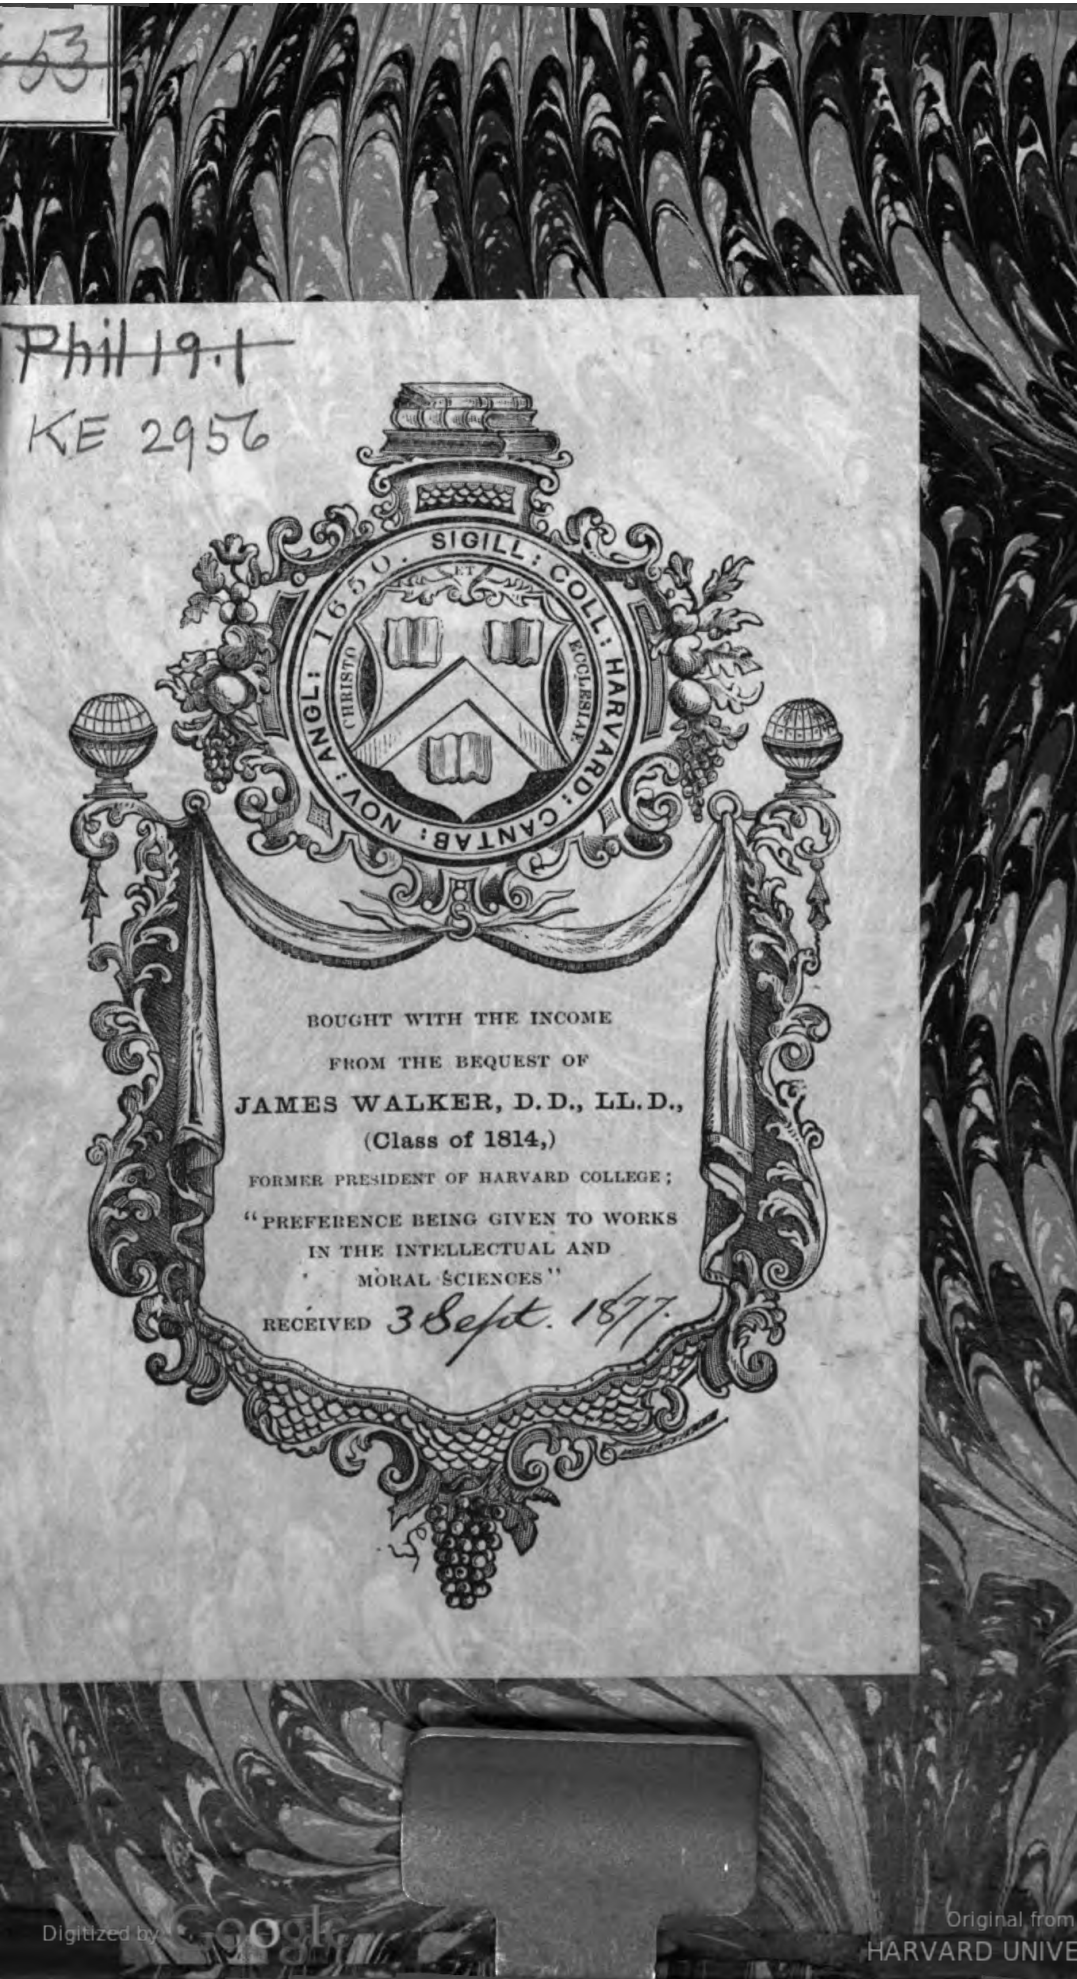 53
Phil 19.1
KE 2956
SIGILL: COLL: HARVARD: CANTAB: NOV: ANGL: 1650.
CHRISTO ET ECCLESIAE
BOUGHT WITH THE INCOME
FROM THE BEQUEST OF
JAMES WALKER, D.D., LL.D.,
(Class of 1814,)
FORMER PRESIDENT OF HARVARD COLLEGE;
"PREFERENCE BEING GIVEN TO WORKS
IN THE INTELLECTUAL AND
MORAL SCIENCES"
RECEIVED 3 Sept. 1877.
Digitized by Google
Original from
HARVARD UNIVE